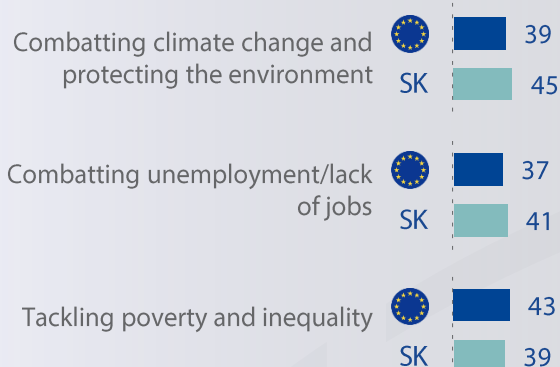 Combatting climate change and
protecting the environment
39
SK 45
Combatting unemployment/lack
of jobs
37
SK 41
Tackling poverty and inequality
43
SK 39